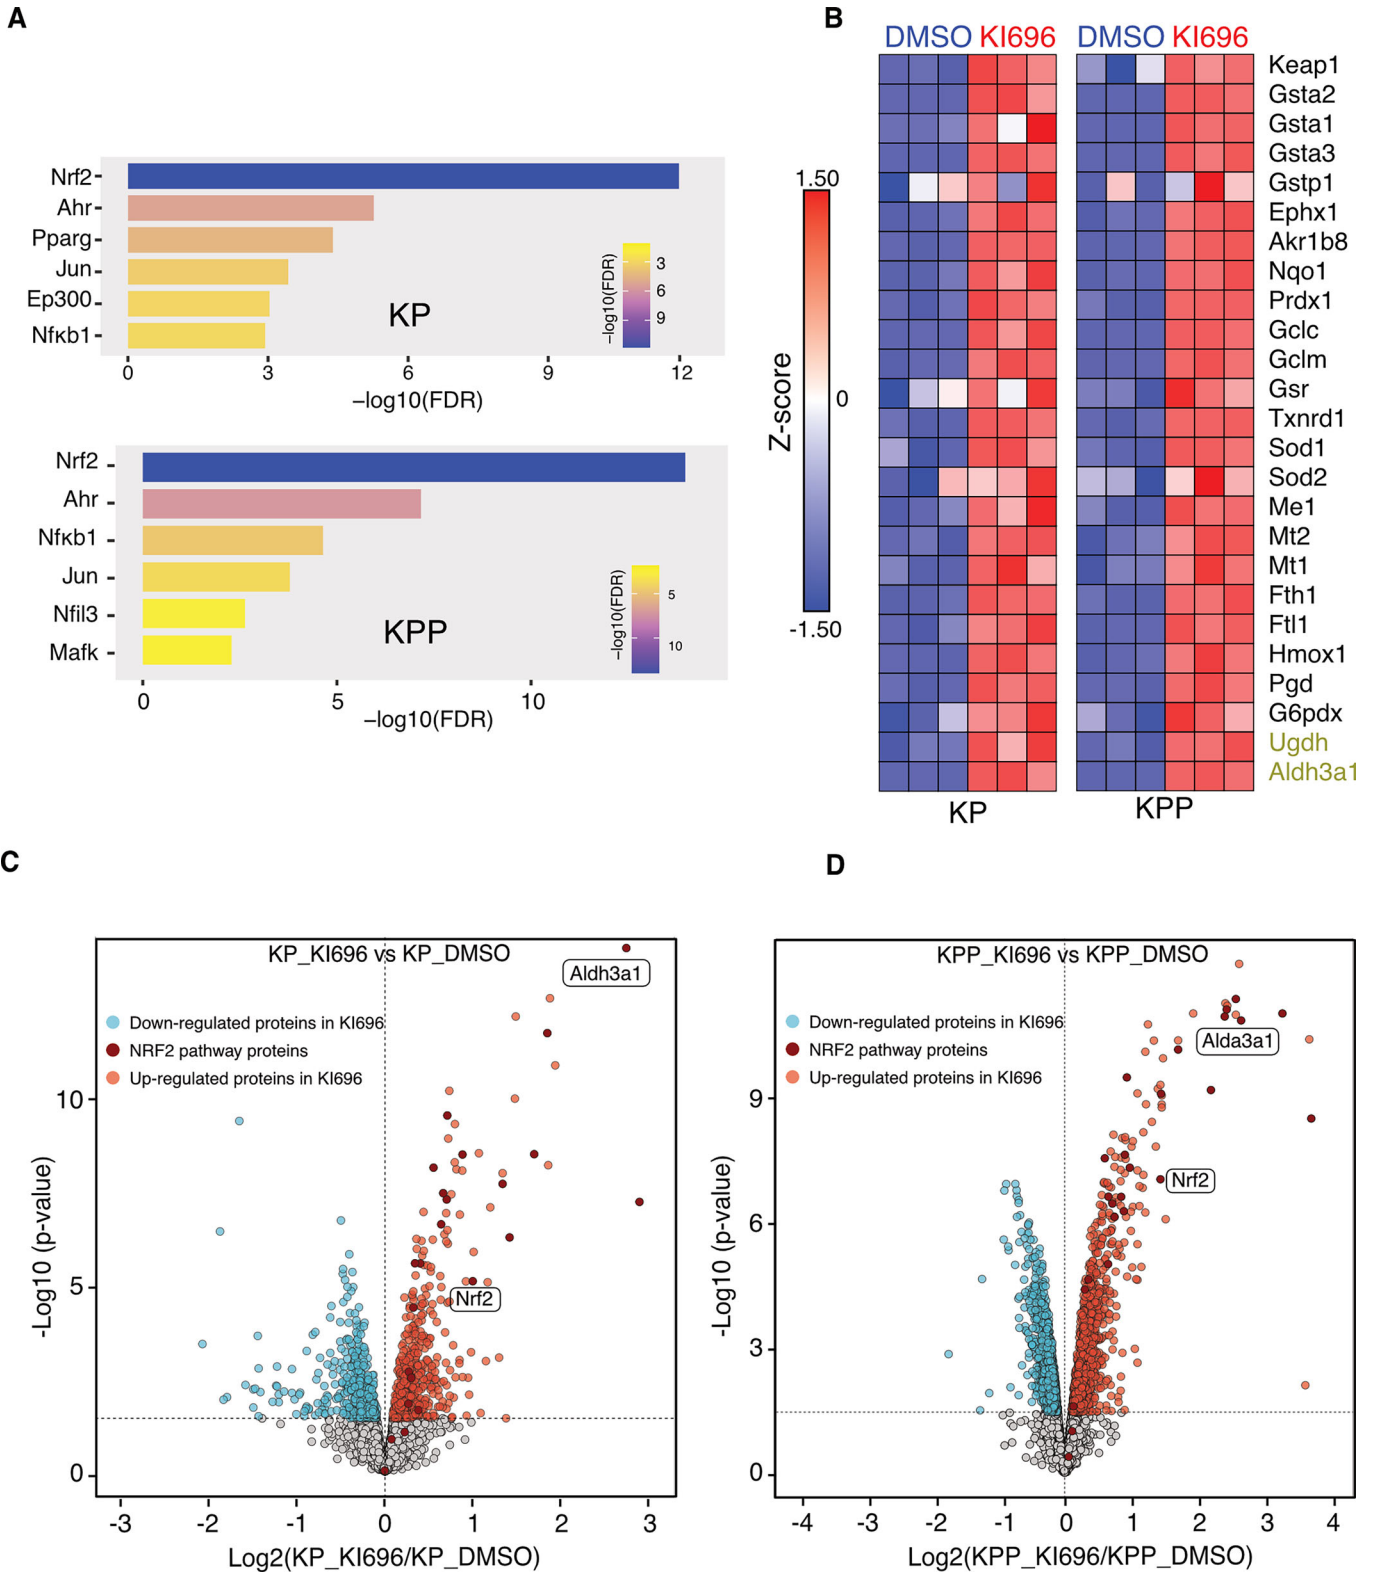 A
Nrf2
Ahr
Pparg
Jun
Ep300
Nfκb1
KP
−log10(FDR)
3
6
9
0
3
6
9
12
−log10(FDR)
Nrf2
Ahr
Nfκb1
Jun
Nfil3
Mafk
KPP
−log10(FDR)
5
10
0
5
10
−log10(FDR)
B
DMSO KI696 DMSO KI696
1.50
0
-1.50
Z-score
Keap1
Gsta2
Gsta1
Gsta3
Gstp1
Ephx1
Akr1b8
Nqo1
Prdx1
Gclc
Gclm
Gsr
Txnrd1
Sod1
Sod2
Me1
Mt2
Mt1
Fth1
Ftl1
Hmox1
Pgd
G6pdx
Ugdh
Aldh3a1
KP
KPP
C
KP_KI696 vs KP_DMSO
Aldh3a1
Down-regulated proteins in KI696
NRF2 pathway proteins
Up-regulated proteins in KI696
Nrf2
10
5
0
-Log10 (p-value)
-3
-2
-1
0
1
2
3
Log2(KP_KI696/KP_DMSO)
D
KPP_KI696 vs KPP_DMSO
Down-regulated proteins in KI696
NRF2 pathway proteins
Up-regulated proteins in KI696
Alda3a1
Nrf2
9
6
3
0
-Log10 (p-value)
-4
-3
-2
-1
0
1
2
3
4
Log2(KPP_KI696/KPP_DMSO)